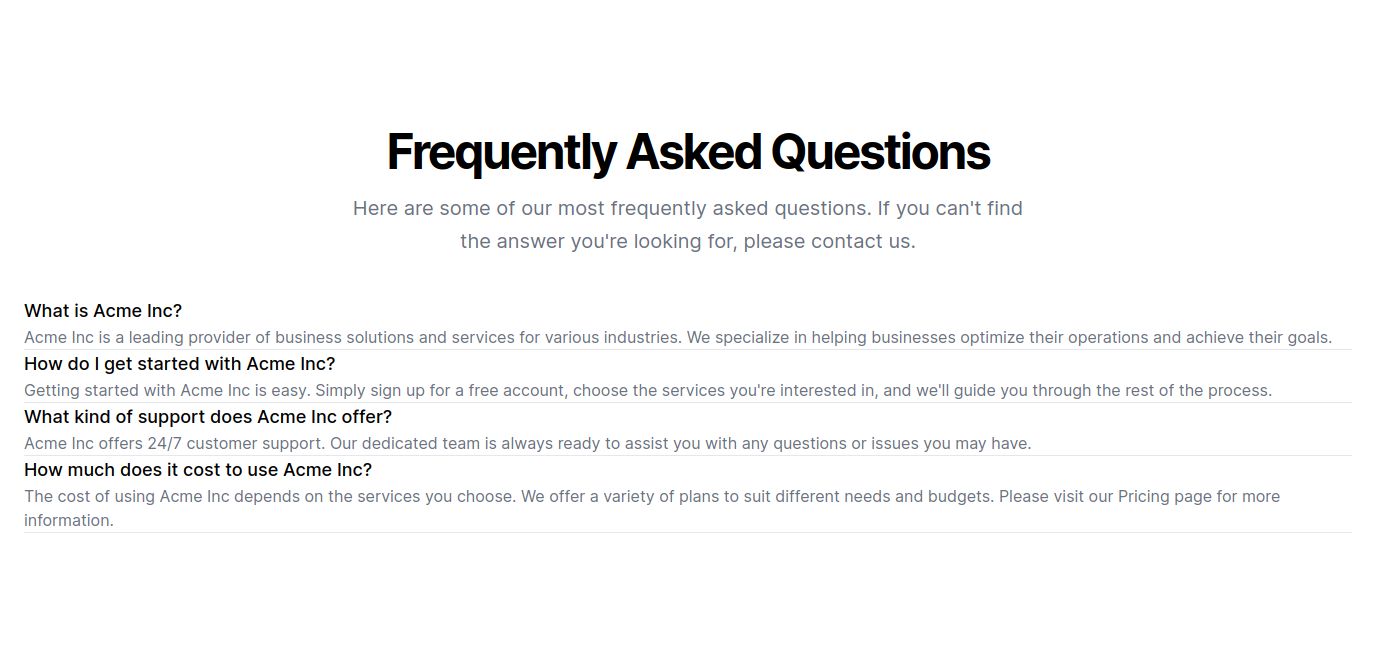 Frequently Asked Questions
Here are some of our most frequently asked questions. If you can't find
the answer you're looking for, please contact us.
What is Acme Inc?
Acme Inc is a leading provider of business solutions and services for various industries. We specialize in helping businesses optimize their operations and achieve their goals.
How do I get started with Acme Inc?
Getting started with Acme Inc is easy. Simply sign up for a free account, choose the services you're interested in, and we'll guide you through the rest of the process.
What kind of support does Acme Inc offer?
Acme Inc offers 24/7 customer support. Our dedicated team is always ready to assist you with any questions or issues you may have.
How much does it cost to use Acme Inc?
The cost of using Acme Inc depends on the services you choose. We offer a variety of plans to suit different needs and budgets. Please visit our Pricing page for more
information.